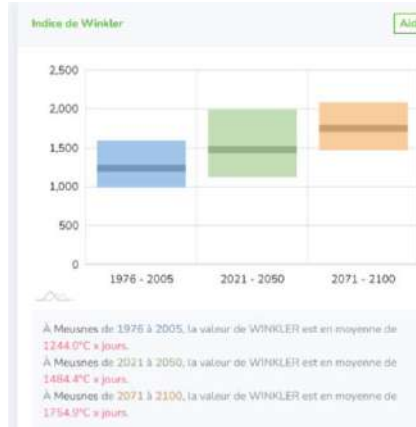 Indice de Winkler
Aid
2,500
2,000
1,500
1,000
500
0
1976 - 2005 2021 - 2050 2071 - 2100
À Meusnes de 1976 à 2005, la valeur de WINKLER est en moyenne de
1244.0°C x jours.
À Meusnes de 2021 à 2050, la valeur de WINKLER est en moyenne de
1484.4°C x jours.
À Meusnes de 2071 à 2100, la valeur de WINKLER est en moyenne de
1754.9°C x jours.